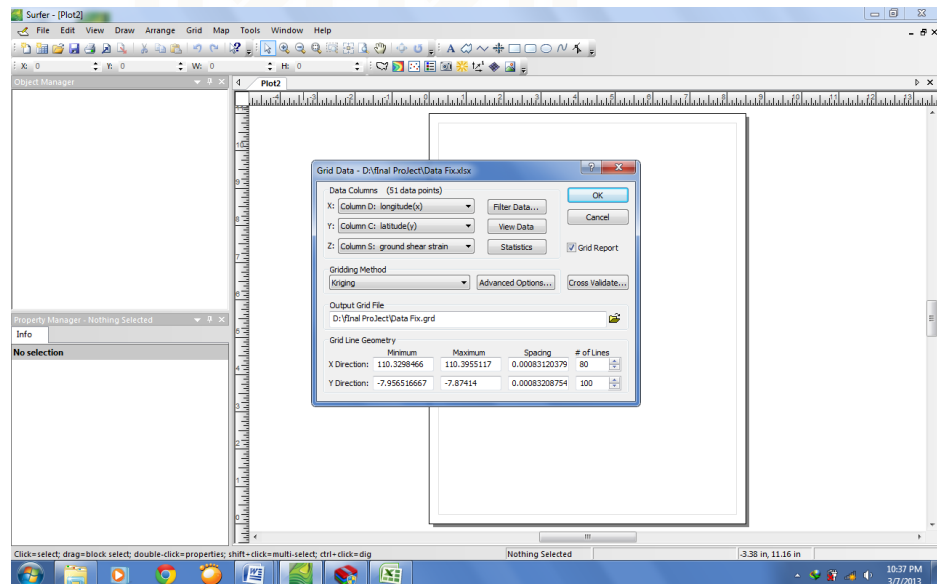 Surfer - [Plot2]
File Edit View Draw Arrange Grid Map Tools Window Help
X: 0 Y: 0 W: 0 H: 0
Object Manager
Plot2
Grid Data - D:\fInal ProJect\Data Fix.xlsx
Data Columns (51 data points)
X: Column D: longitude(x)
Filter Data...
OK
Y: Column C: latitude(y)
View Data
Cancel
Z: Column S: ground shear strain
Statistics
Grid Report
Gridding Method
Kriging
Advanced Options...
Cross Validate...
Output Grid File
D:\fInal ProJect\Data Fix.grd
Grid Line Geometry
Minimum Maximum Spacing # of Lines
X Direction: 110.3298466 110.3955117 0.00083120379 80
Y Direction: -7.956516667 -7.87414 0.00083208754 100
Property Manager - Nothing Selected
Info
No selection
Click=select; drag=block select; double-click=properties; shift+click=multi-select; ctrl+click=dig
Nothing Selected
-3.38 in, 11.16 in
10:37 PM
3/7/2013